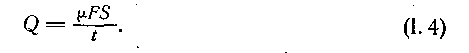 Q = μFS/t. (I. 4)